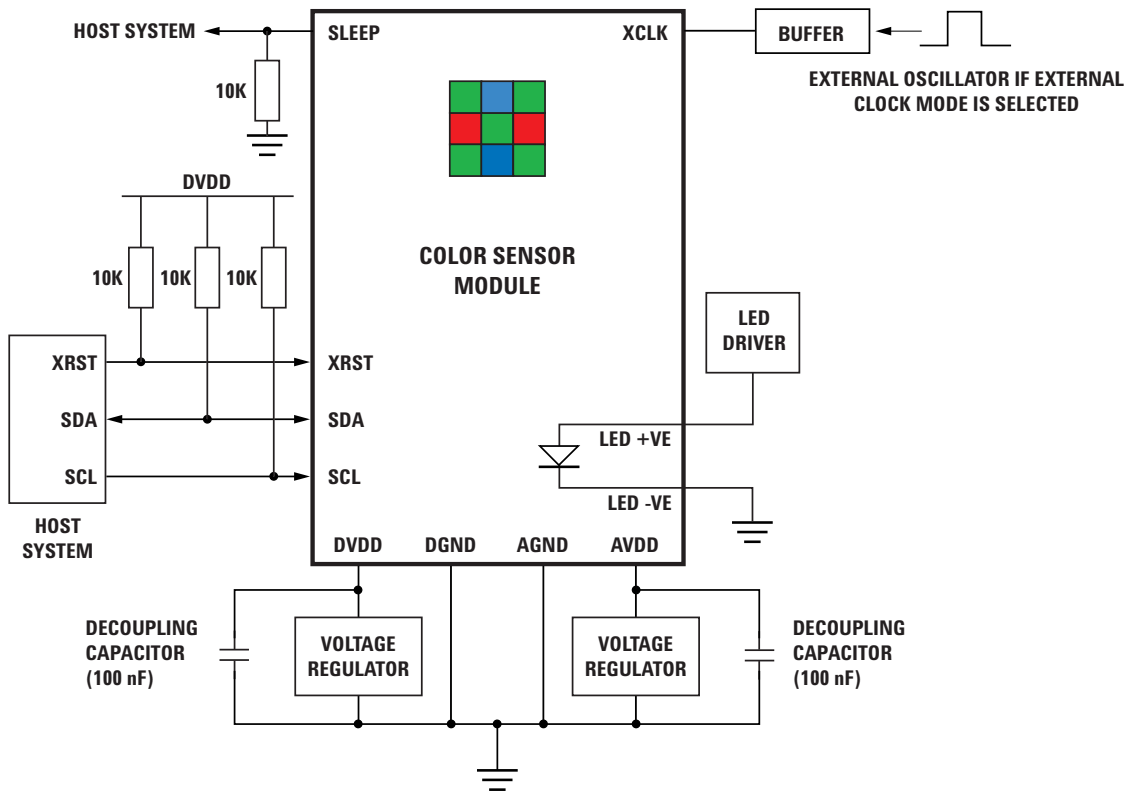 HOST SYSTEM
SLEEP
XCLK
BUFFER
10K
EXTERNAL OSCILLATOR IF EXTERNAL
CLOCK MODE IS SELECTED
DVDD
10K
10K
10K
COLOR SENSOR
MODULE
LED
DRIVER
XRST
XRST
SDA
SDA
SCL
SCL
LED +VE
LED -VE
HOST
SYSTEM
DVDD
DGND
AGND
AVDD
DECOUPLING
CAPACITOR
(100 nF)
VOLTAGE
REGULATOR
VOLTAGE
REGULATOR
DECOUPLING
CAPACITOR
(100 nF)